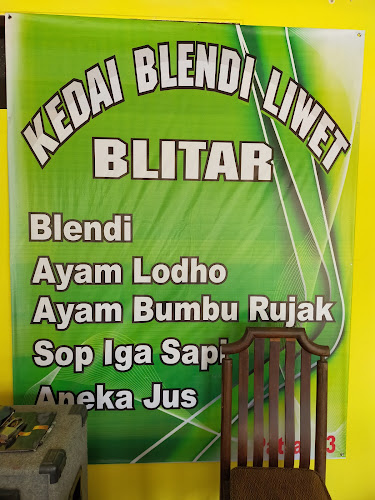 KEDAI BLENDI LIWET
BLITAR
Blendi
Ayam Lodho
Ayam Bumbu Rujak
Sop Iga Sapi
Aneka Jus